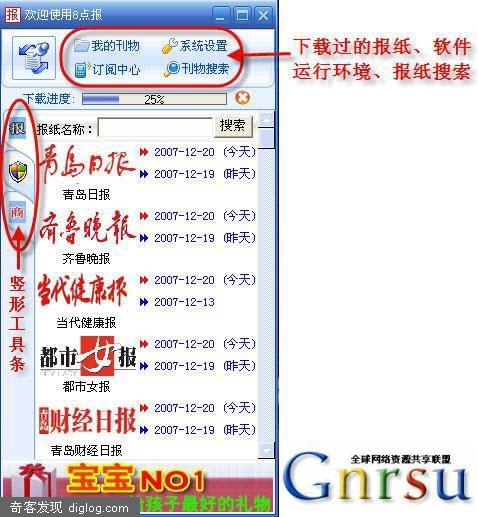 报 欢迎使用8点报
我的刊物 系统设置
订阅中心 刊物搜索
下载过的报纸、软件
运行环境、报纸搜索
下载进度: 25%
报
报纸名称: 搜索
青岛日报 2007-12-20 (今天)
2007-12-19 (昨天)
青岛日报
商
齐鲁晚报 2007-12-20 (今天)
2007-12-19 (昨天)
齐鲁晚报
竖形工具条
当代健康报 2007-12-20 (今天)
2007-12-13
当代健康报
都市女报 2007-12-20 (今天)
2007-12-19 (昨天)
都市女报
青岛财经日报 2007-12-20 (今天)
2007-12-19 (昨天)
青岛财经日报
宝宝NO1
给孩子最好的礼物
全球网络资源共享联盟
Gnrsu
奇客发现 diglog.com